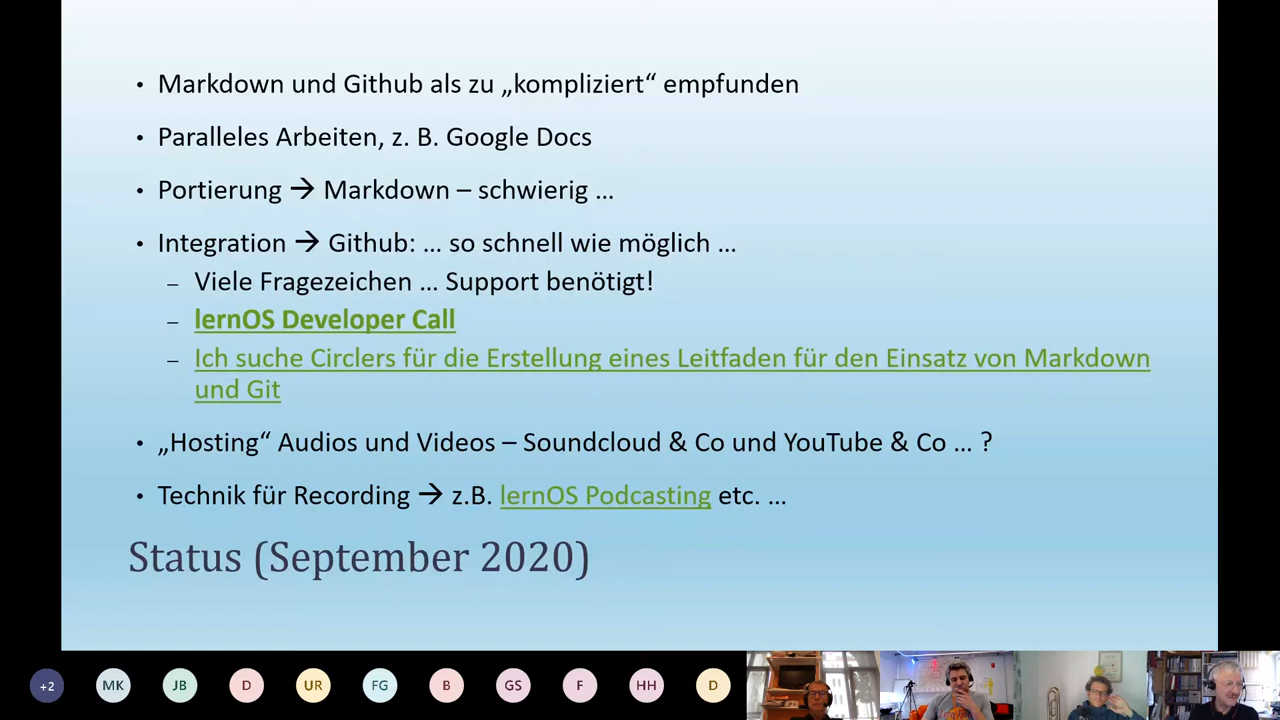 • Markdown und Github als zu „kompliziert“ empfunden
• Paralleles Arbeiten, z. B. Google Docs
• Portierung → Markdown – schwierig …
• Integration → Github: … so schnell wie möglich …
– Viele Fragezeichen … Support benötigt!
– lernOS Developer Call
– Ich suche Circlers für die Erstellung eines Leitfaden für den Einsatz von Markdown
und Git
• „Hosting“ Audios und Videos – Soundcloud & Co und YouTube & Co … ?
• Technik für Recording → z.B. lernOS Podcasting etc. …
Status (September 2020)
+2 MK JB D UR FG B GS F HH D